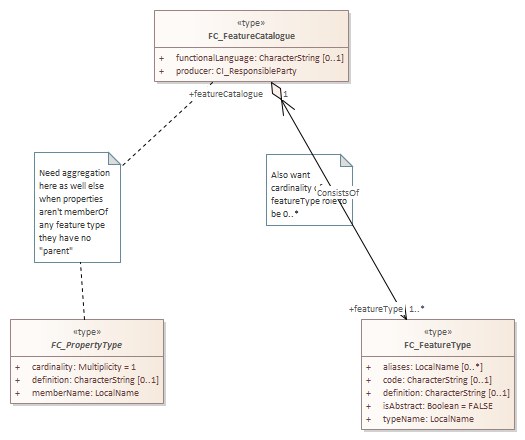 «type»
FC_FeatureCatalogue
+ functionalLanguage: CharacterString [0..1]
+ producer: CI_ResponsibleParty
+featureCatalogue
1
Need aggregation
here as well else
when properties
aren't memberOf
any feature type
they have no
"parent"
Also want
cardinality
featureType role to
be 0..*
ConsistsOf
+featureType 1..*
«type»
FC_PropertyType
+ cardinality: Multiplicity = 1
+ definition: CharacterString [0..1]
+ memberName: LocalName
«type»
FC_FeatureType
+ aliases: LocalName [0..*]
+ code: CharacterString [0..1]
+ definition: CharacterString [0..1]
+ isAbstract: Boolean = FALSE
+ typeName: LocalName